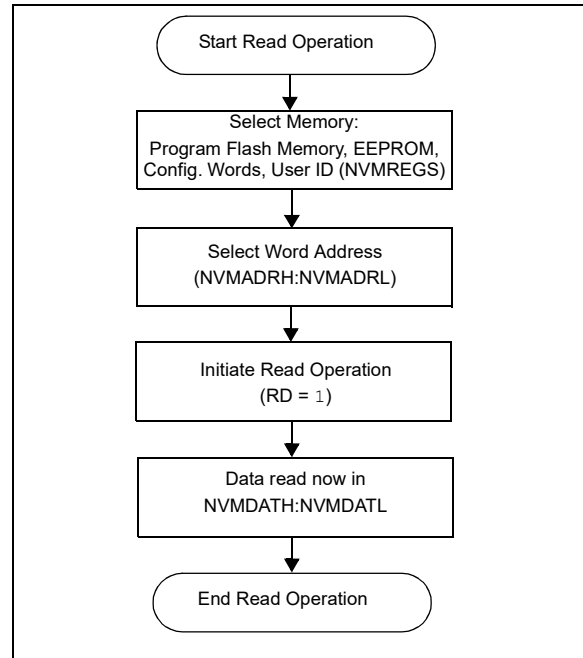 Start Read Operation
Select Memory:
Program Flash Memory, EEPROM,
Config. Words, User ID (NVMREGS)
Select Word Address
(NVMADRH:NVMADRL)
Initiate Read Operation
(RD = 1)
Data read now in
NVMDATH:NVMDATL
End Read Operation